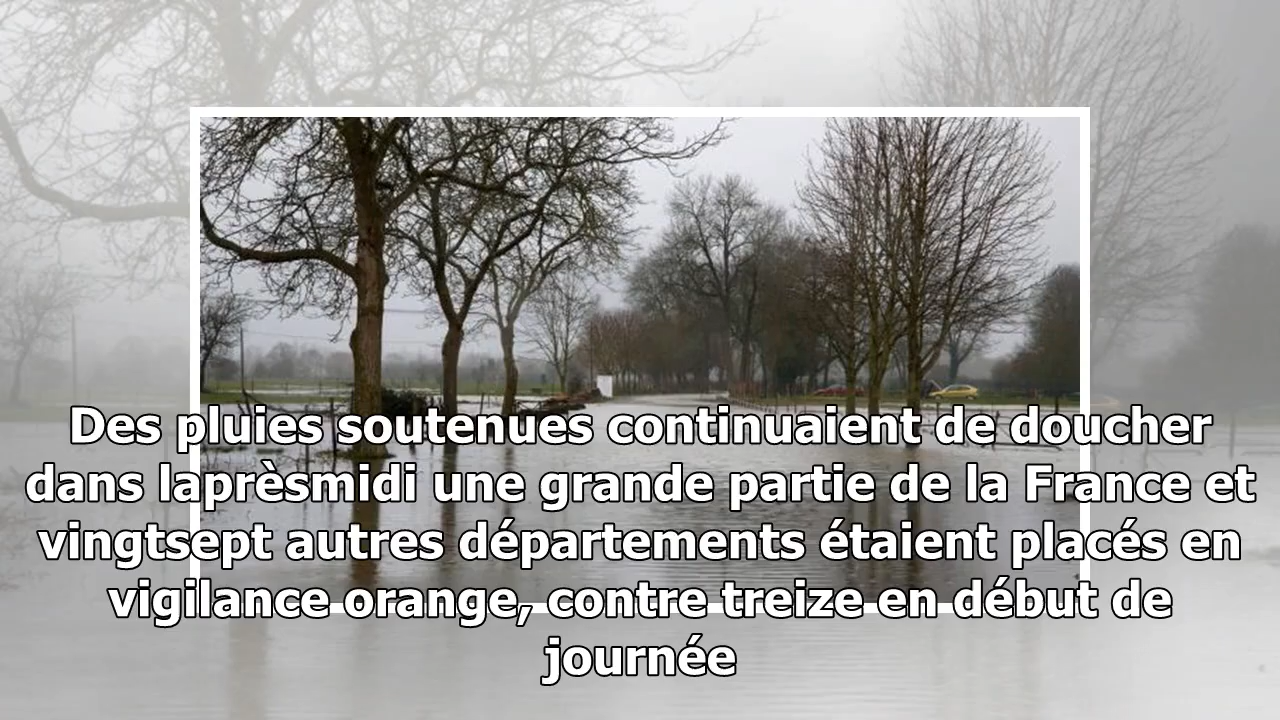 Des pluies soutenues continuaient de doucher
dans laprèsmidi une grande partie de la France et
vingtsept autres départements étaient placés en
vigilance orange, contre treize en début de
journée